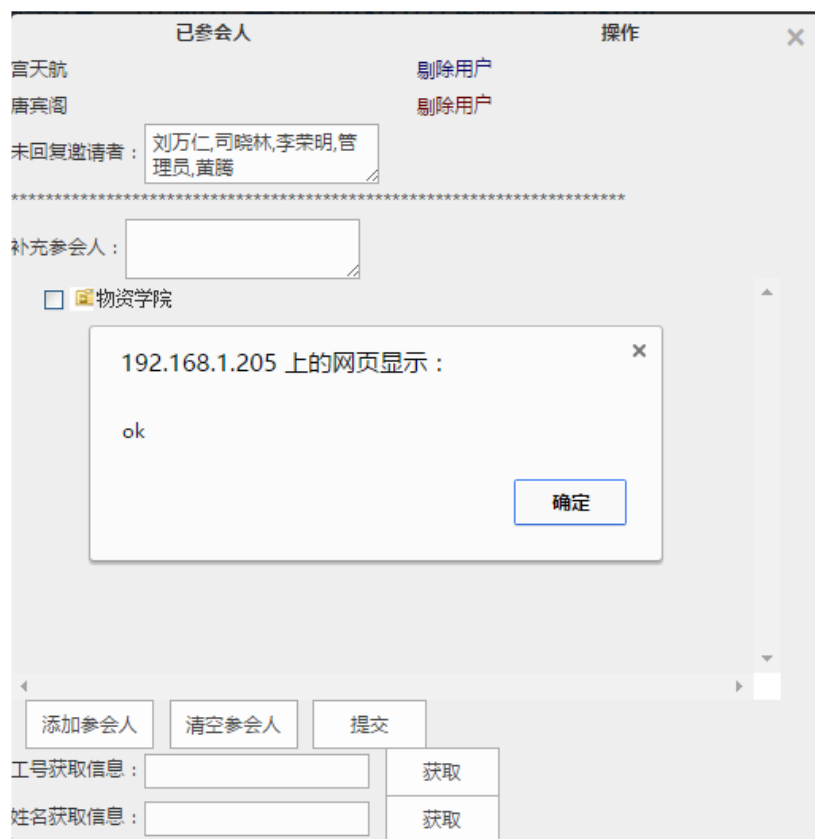 已参会人 操作
宫天航 剔除用户
唐宾阁 剔除用户
未回复邀请者： 刘万仁,司晓林,李荣明,管
理员,黄腾
**********************************************************************
补充参会人：
物资学院
192.168.1.205 上的网页显示：
ok
确定
添加参会人 清空参会人 提交
工号获取信息： 获取
姓名获取信息： 获取